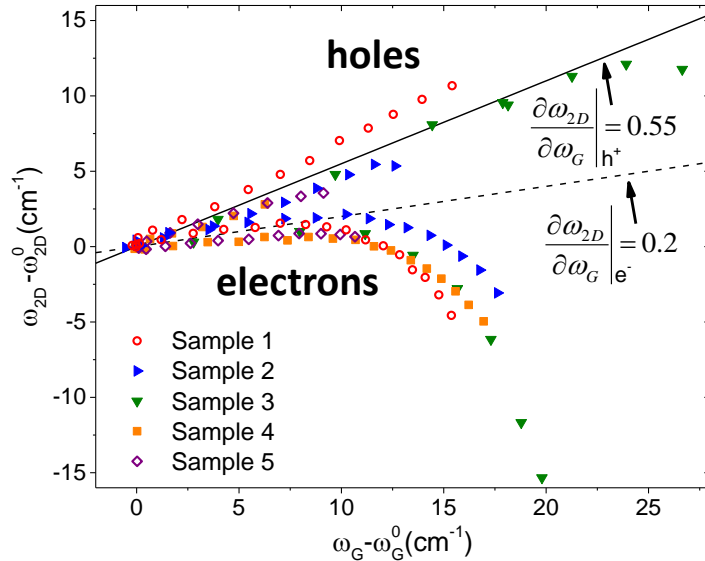 15
10
5
0
-5
-10
-15
0
5
10
15
20
25
ω2D-ω2D0(cm-1)
ωG-ωG0(cm-1)
holes
electrons
∂ω2D/∂ωG|h+ = 0.55
∂ω2D/∂ωG|e- = 0.2
Sample 1
Sample 2
Sample 3
Sample 4
Sample 5